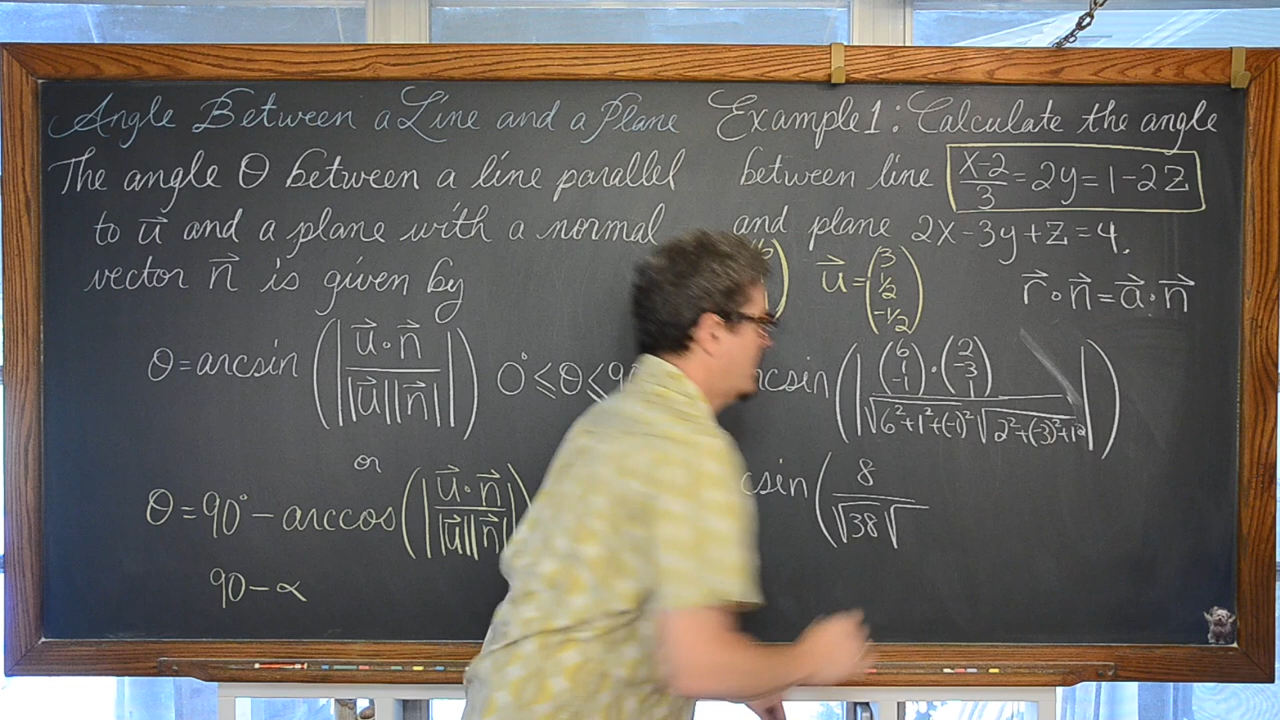 Angle Between a Line and a Plane
The angle θ between a line parallel
to u⃗ and a plane with a normal
vector n⃗ is given by
θ = arcsin (| u⃗·n⃗ / |u⃗||n⃗| |) 0° ≤ θ ≤ 9
or
θ = 90° − arccos (| u⃗·n⃗ / |u⃗||n⃗| |)
90 − α
Example 1: Calculate the angle
between line (x−2)/3 = 2y = 1−2z
and plane 2x−3y+z=4.
u⃗ = (3, 1/2, −1/2)
r⃗·n⃗ = a⃗·n⃗
csin (| (6, 1, −1)·(2, −3, 1) / √6²+1²+(−1)² √2²+(−3)²+1² |)
csin ( 8 / √38 √